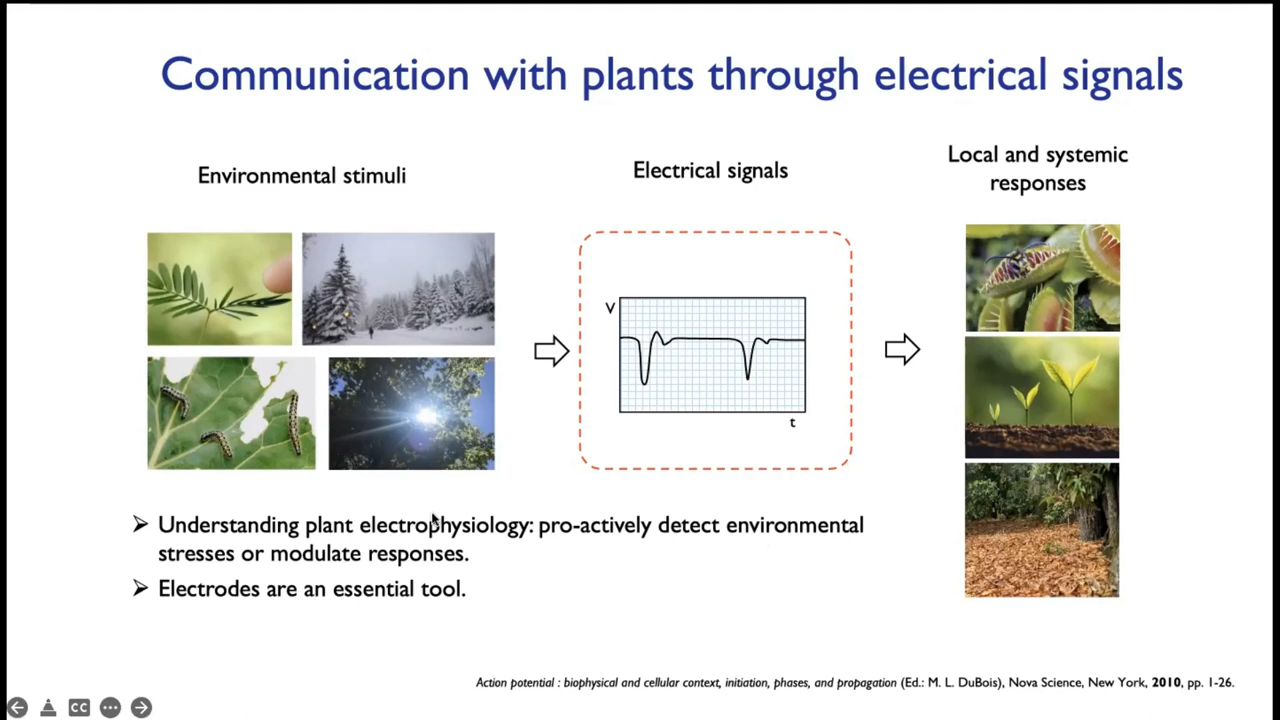 Communication with plants through electrical signals
Environmental stimuli
Electrical signals
Local and systemic
responses
V
t
➢ Understanding plant electrophysiology: pro-actively detect environmental
stresses or modulate responses.
➢ Electrodes are an essential tool.
Action potential : biophysical and cellular context, initiation, phases, and propagation (Ed.: M. L. DuBois), Nova Science, New York, 2010, pp. 1-26.
CC